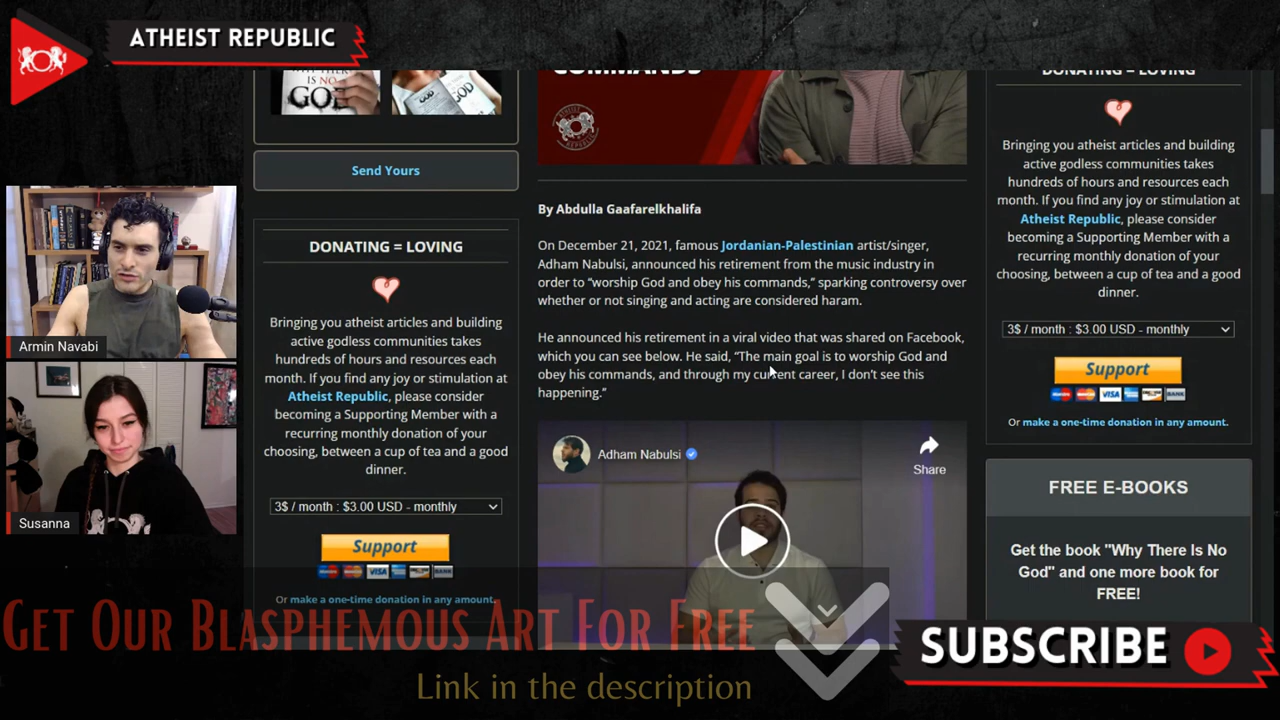 ATHEIST REPUBLIC
GOD
GOD
Send Yours
DONATING = LOVING
Bringing you atheist articles and building
active godless communities takes
hundreds of hours and resources each
month. If you find any joy or stimulation at
Atheist Republic, please consider
becoming a Supporting Member with a
recurring monthly donation of your
choosing, between a cup of tea and a good
dinner.
3$ / month : $3.00 USD - monthly
Support
VISA
BANK
Or make a one-time donation in any amount.
COMMANDS
By Abdulla Gaafarelkhalifa
On December 21, 2021, famous Jordanian-Palestinian artist/singer,
Adham Nabulsi, announced his retirement from the music industry in
order to “worship God and obey his commands,” sparking controversy over
whether or not singing and acting are considered haram.
He announced his retirement in a viral video that was shared on Facebook,
which you can see below. He said, “The main goal is to worship God and
obey his commands, and through my current career, I don’t see this
happening.”
Adham Nabulsi
Share
DONATING = LOVING
Bringing you atheist articles and building
active godless communities takes
hundreds of hours and resources each
month. If you find any joy or stimulation at
Atheist Republic, please consider
becoming a Supporting Member with a
recurring monthly donation of your
choosing, between a cup of tea and a good
dinner.
3$ / month : $3.00 USD - monthly
Support
VISA
BANK
Or make a one-time donation in any amount.
FREE E-BOOKS
Get the book "Why There Is No
God" and one more book for
FREE!
Armin Navabi
Susanna
GET OUR BLASPHEMOUS ART FOR FREE
Link in the description
SUBSCRIBE